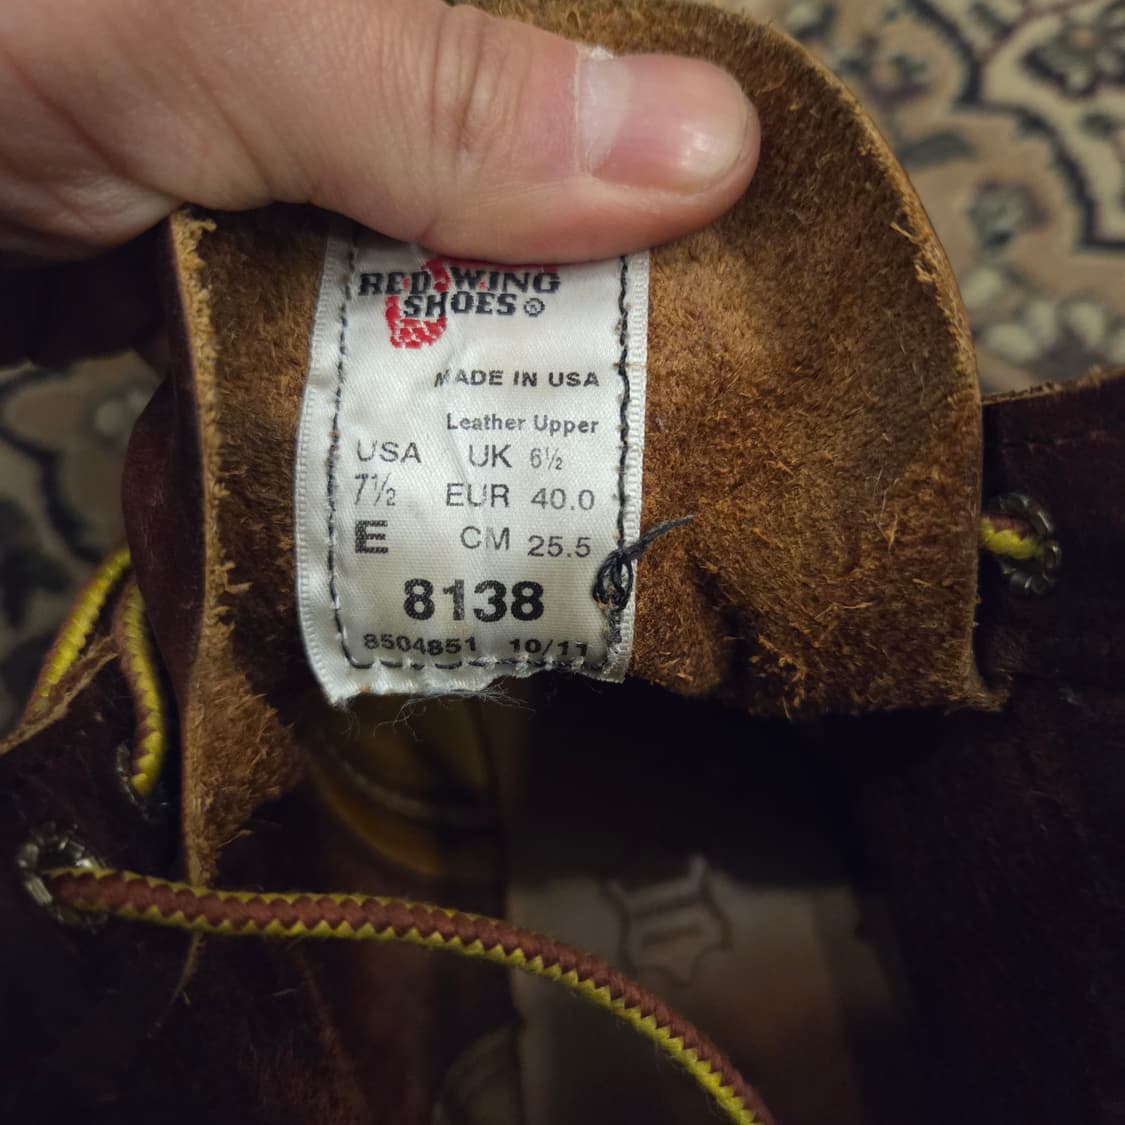 RED WING
SHOES®
MADE IN USA
Leather Upper
USA UK 6½
7½ EUR 40.0
E CM 25.5
8138
8504851 10/11